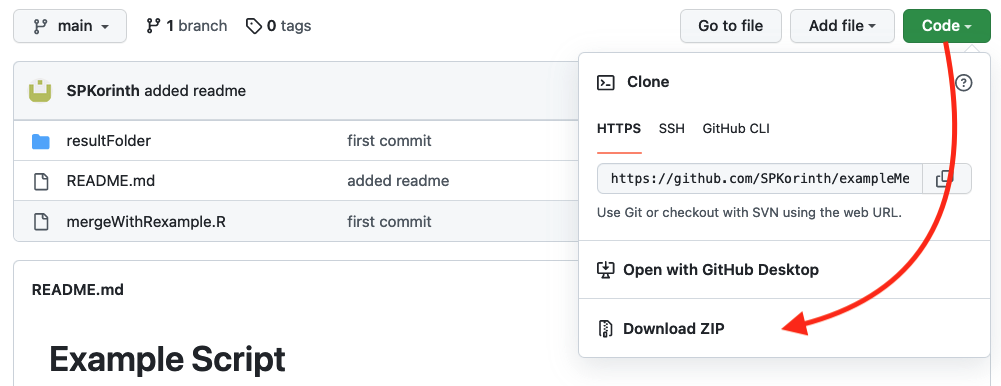 main 1 branch 0 tags Go to file Add file Code
SPKorinth added readme
resultFolder first commit
README.md added readme
mergeWithRexample.R first commit
README.md
Example Script
Clone
HTTPS SSH GitHub CLI
https://github.com/SPKorinth/exampleMe
Use Git or checkout with SVN using the web URL.
Open with GitHub Desktop
Download ZIP